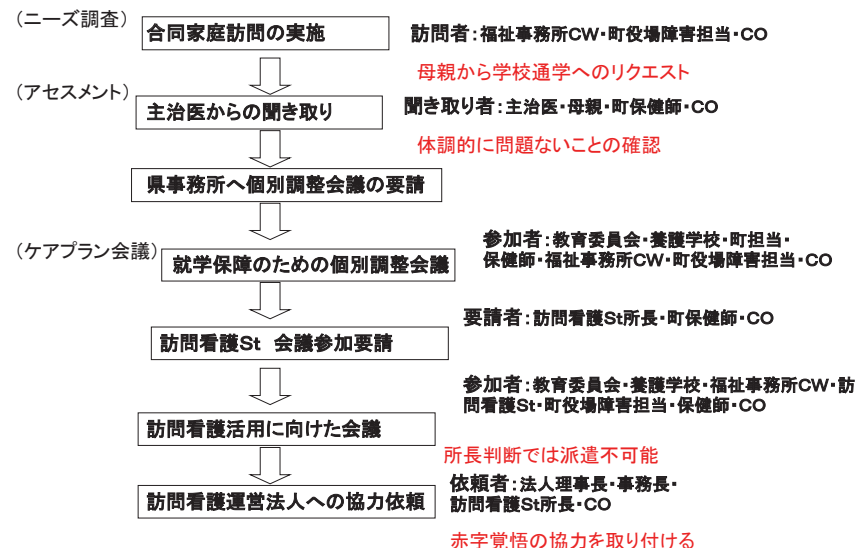 (ニーズ調査)
合同家庭訪問の実施
訪問者:福祉事務所CW・町役場障害担当・CO
母親から学校通学へのリクエスト
(アセスメント)
主治医からの聞き取り
聞き取り者:主治医・母親・町保健師・CO
体調的に問題ないことの確認
県事務所へ個別調整会議の要請
(ケアプラン会議)
就学保障のための個別調整会議
参加者:教育委員会・養護学校・町担当・
保健師・福祉事務所CW・町役場障害担当・CO
訪問看護St 会議参加要請
要請者:訪問看護St所長・町保健師・CO
訪問看護活用に向けた会議
参加者:教育委員会・養護学校・福祉事務所CW・訪
問看護St・町役場障害担当・保健師・CO
所長判断では派遣不可能
訪問看護運営法人への協力依頼
依頼者:法人理事長・事務長・
訪問看護St所長・CO
赤字覚悟の協力を取り付ける